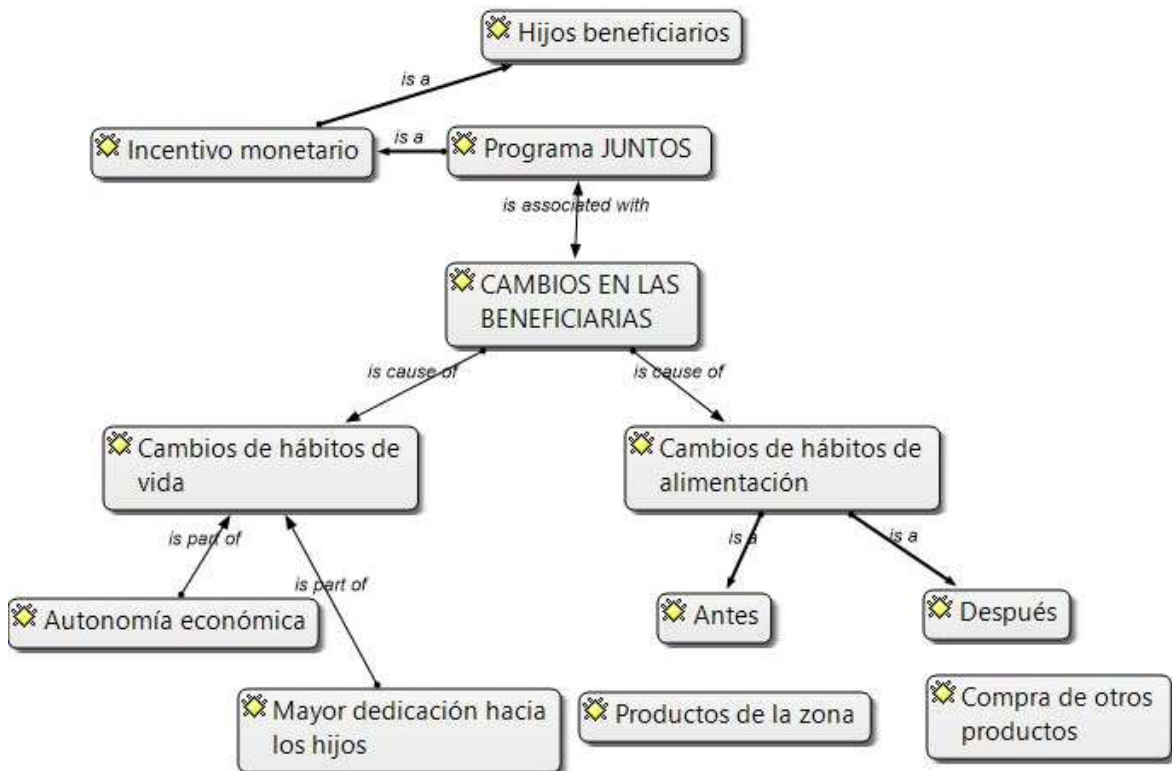 Hijos beneficiarios
is a
Incentivo monetario
is a
Programa JUNTOS
is associated with
CAMBIOS EN LAS
BENEFICIARIAS
is cause of
is cause of
Cambios de hábitos de
vida
Cambios de hábitos de
alimentación
is part of
is part of
is a
is a
Autonomía económica
Antes
Después
Mayor dedicación hacia
los hijos
Productos de la zona
Compra de otros
productos